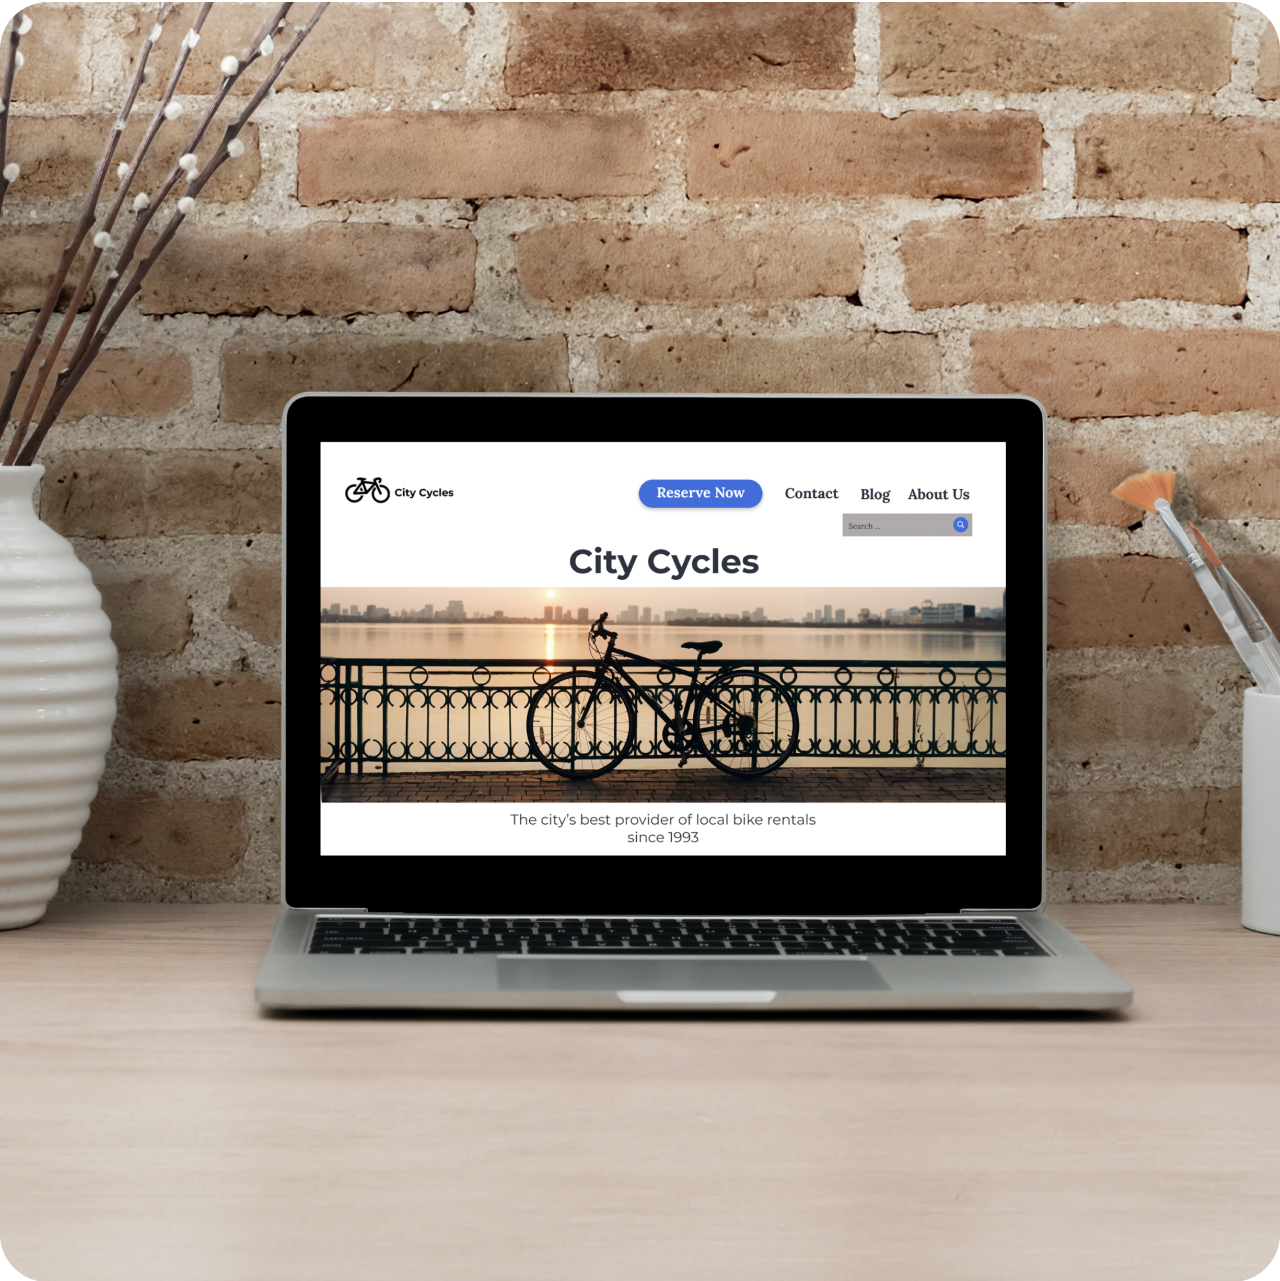 City Cycles
Reserve Now Contact Blog About Us
Search ...
City Cycles
The city's best provider of local bike rentals
since 1993